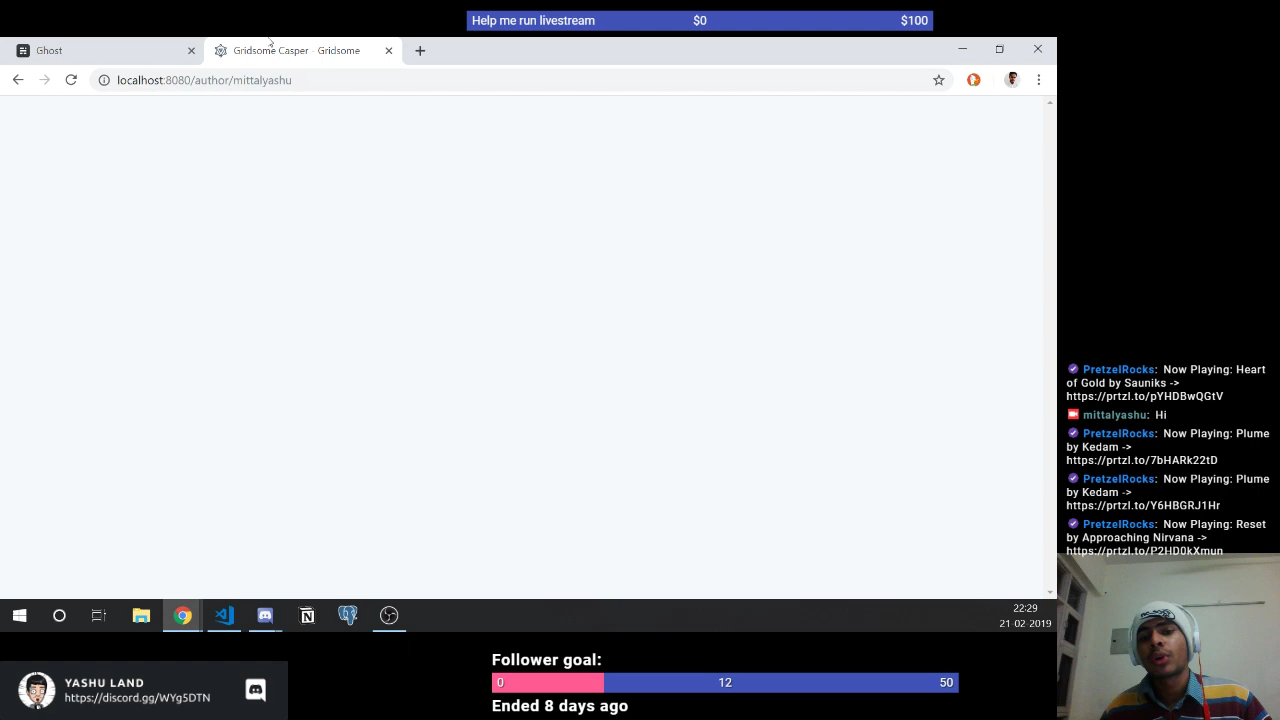 Help me run livestream $0 $100
Ghost
Gridsome Casper - Gridsome
localhost:8080/author/mittalyashu
PretzelRocks: Now Playing: Heart
of Gold by Sauniks ->
https://prtzl.to/pYHDBwQGtV
mittalyashu: Hi
PretzelRocks: Now Playing: Plume
by Kedam ->
https://prtzl.to/7bHARk22tD
PretzelRocks: Now Playing: Plume
by Kedam ->
https://prtzl.to/Y6HBGRJ1Hr
PretzelRocks: Now Playing: Reset
by Approaching Nirvana ->
https://prtzl.to/P2HD0kXmun
22:29
21-02-2019
YASHU LAND
https://discord.gg/WYg5DTN
Follower goal:
0 12 50
Ended 8 days ago